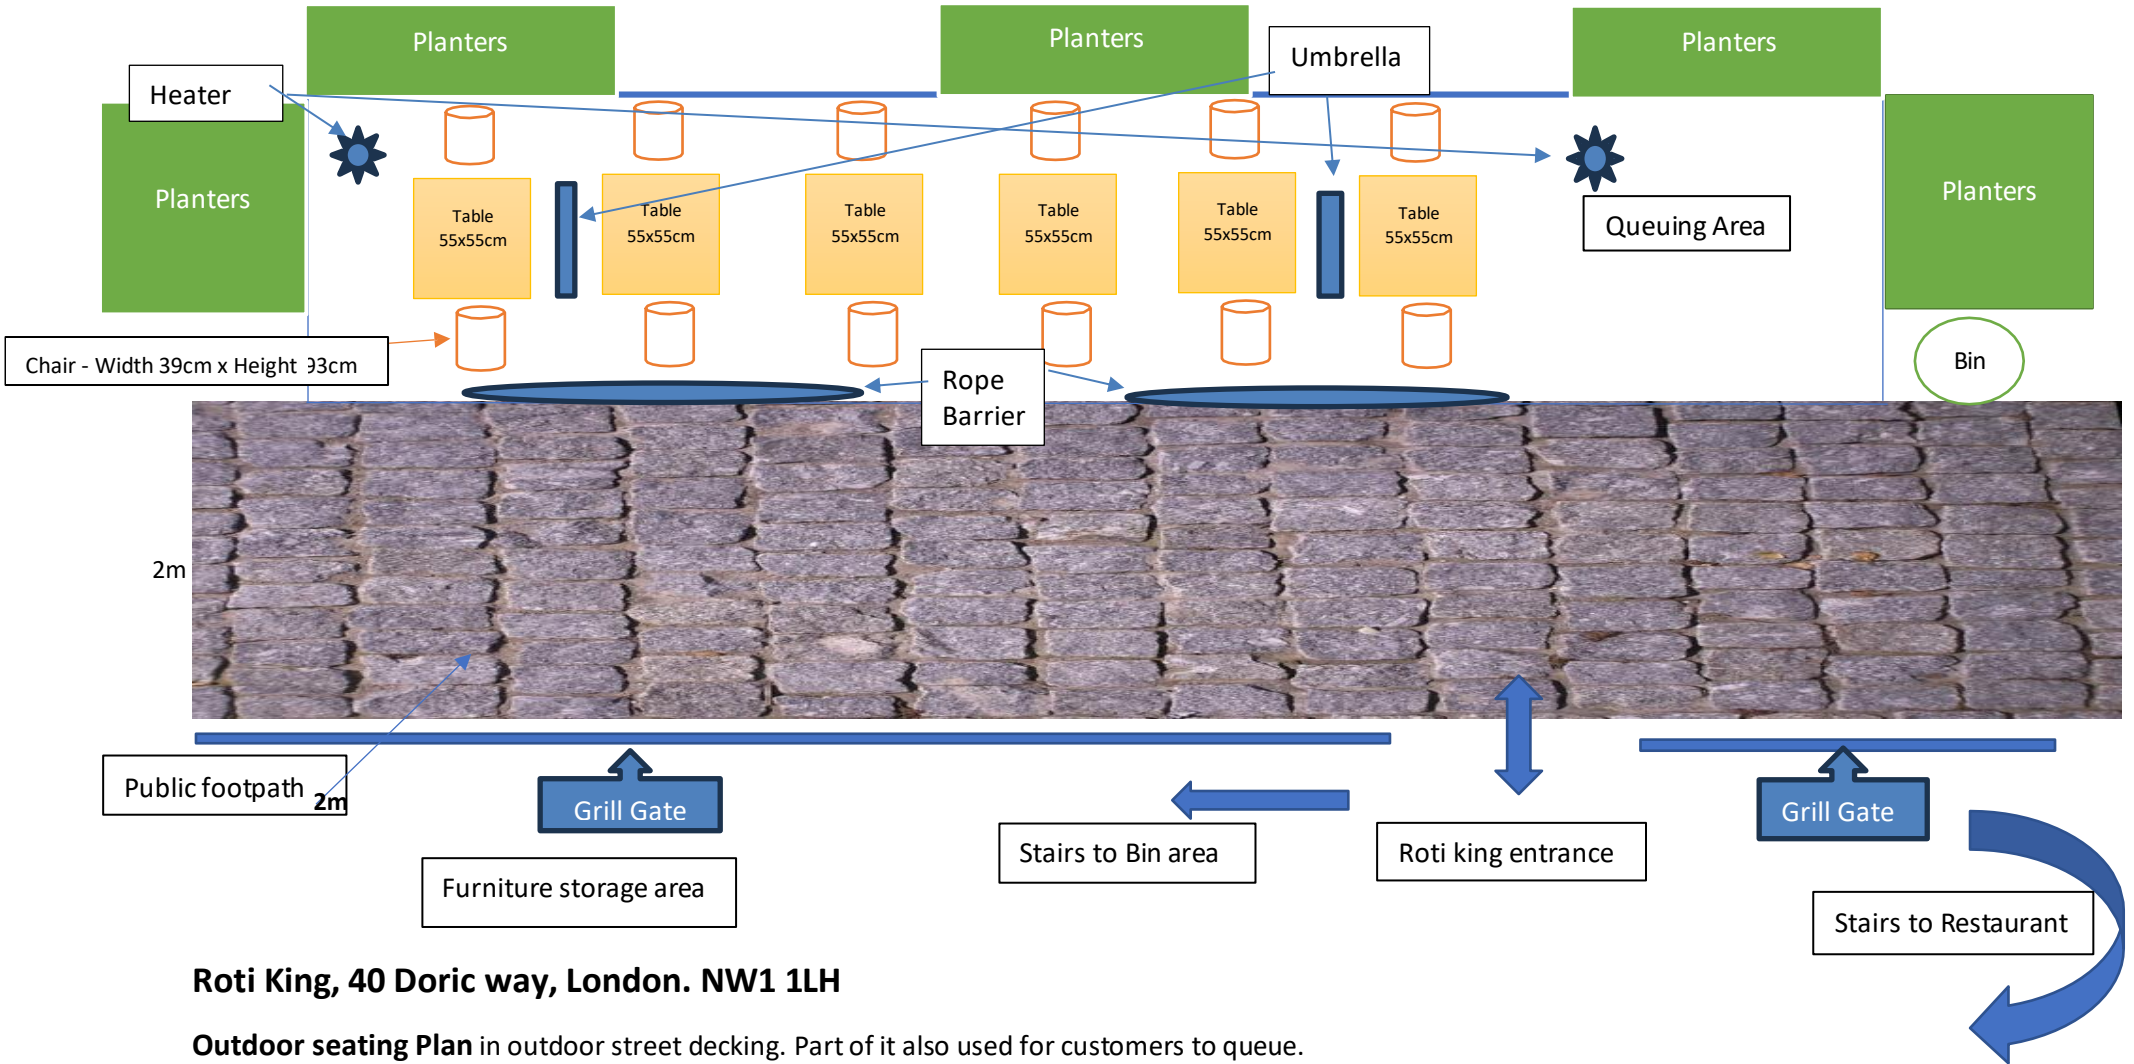 Planters
Planters
Planters
Umbrella
Heater
Planters
Planters
Table
55x55cm
Table
55x55cm
Table
55x55cm
Table
55x55cm
Table
55x55cm
Table
55x55cm
Queuing Area
Chair - Width 39cm x Height 93cm
Bin
Rope
Barrier
2m
Public footpath
2m
Grill Gate
Grill Gate
Stairs to Bin area
Roti king entrance
Furniture storage area
Stairs to Restaurant
Roti King, 40 Doric way, London. NW1 1LH
Outdoor seating Plan in outdoor street decking. Part of it also used for customers to queue.